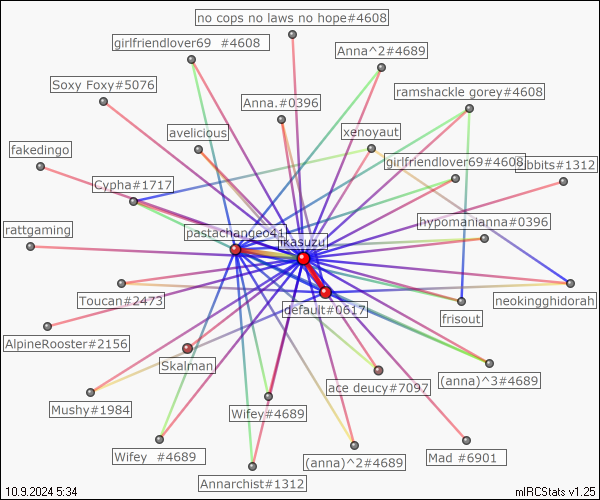 no cops no laws no hope#4608
girlfriendlover69 #4608
Anna^2#4689
Soxy Foxy#5076
ramshackle gorey#4608
Anna.#0396
avelicious
xenoyaut
fakedingo
girlfriendlover69#4608
#1312
Cypha#1717
hypomanianna#0396
rattgaming
pastachangeo41
ikasuzu
Toucan#2473
default#0617
frisout
neokingghidorah
AlpineRooster#2156
Skalman
ace deucy#7097
(anna)^3#4689
Mushy#1984
Wifey#4689
Wifey #4689
(anna)^2#4689
Mad #6901
Annarchist#1312
10.9.2024 5:34
mIRCStats v1.25